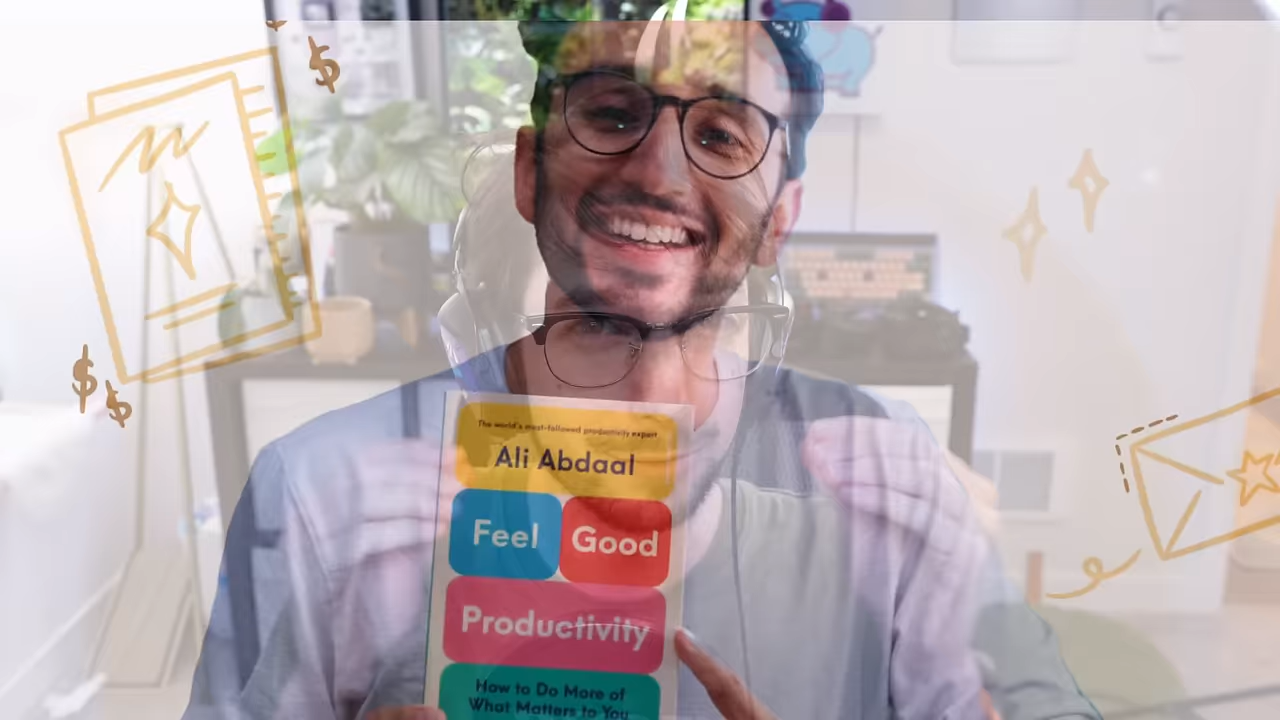 $
$
$
$
The world's most-followed productivity expert
Ali Abdaal
Feel
Good
Productivity
How to Do More of
What Matters to You